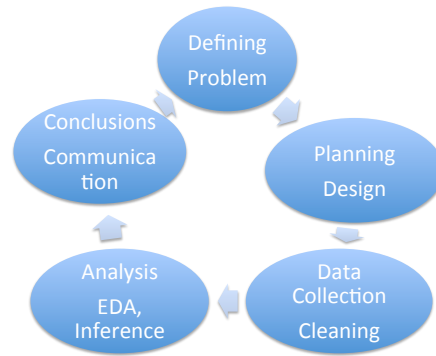 Defining
Problem
Planning
Design
Data
Collection
Cleaning
Analysis
EDA,
Inference
Conclusions
Communica
tion